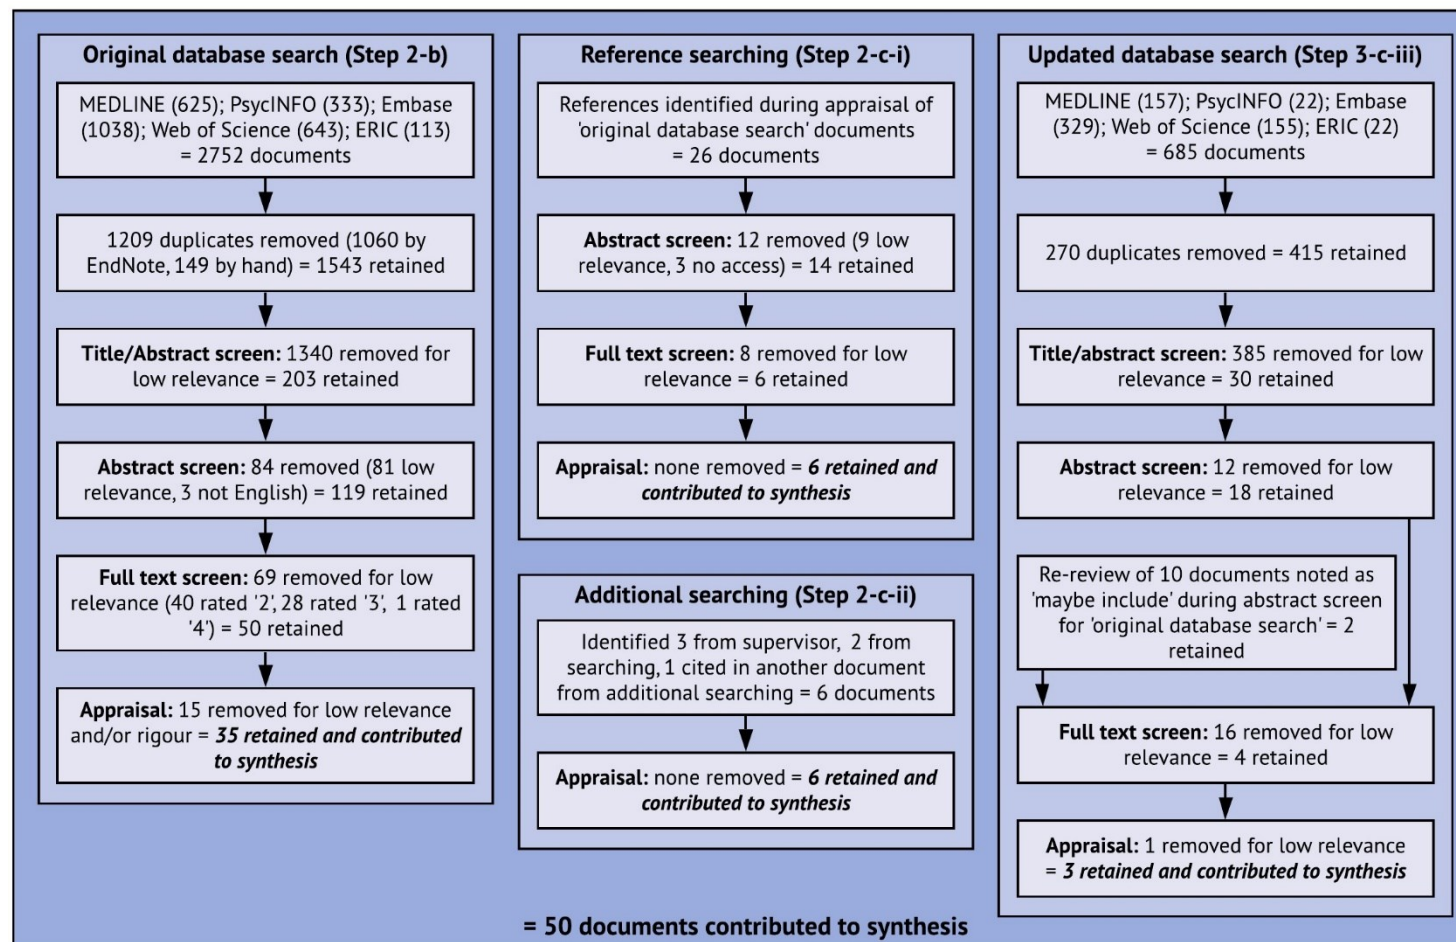 Original database search (Step 2-b)
MEDLINE (625); PsycINFO (333); Embase
(1038); Web of Science (643); ERIC (113)
= 2752 documents
1209 duplicates removed (1060 by
EndNote, 149 by hand) = 1543 retained
Title/Abstract screen: 1340 removed for
low relevance = 203 retained
Abstract screen: 84 removed (81 low
relevance, 3 not English) = 119 retained
Full text screen: 69 removed for low
relevance (40 rated '2', 28 rated '3', 1 rated
'4') = 50 retained
Appraisal: 15 removed for low relevance
and/or rigour = 35 retained and contributed
to synthesis
Reference searching (Step 2-c-i)
References identified during appraisal of
'original database search' documents
= 26 documents
Abstract screen: 12 removed (9 low
relevance, 3 no access) = 14 retained
Full text screen: 8 removed for low
relevance = 6 retained
Appraisal: none removed = 6 retained and
contributed to synthesis
Additional searching (Step 2-c-ii)
Identified 3 from supervisor, 2 from
searching, 1 cited in another document
from additional searching = 6 documents
Appraisal: none removed = 6 retained and
contributed to synthesis
Updated database search (Step 3-c-iii)
MEDLINE (157); PsycINFO (22); Embase
(329); Web of Science (155); ERIC (22)
= 685 documents
270 duplicates removed = 415 retained
Title/abstract screen: 385 removed for low
relevance = 30 retained
Abstract screen: 12 removed for low
relevance = 18 retained
Re-review of 10 documents noted as
'maybe include' during abstract screen
for 'original database search' = 2
retained
Full text screen: 16 removed for low
relevance = 4 retained
Appraisal: 1 removed for low relevance
= 3 retained and contributed to synthesis
= 50 documents contributed to synthesis